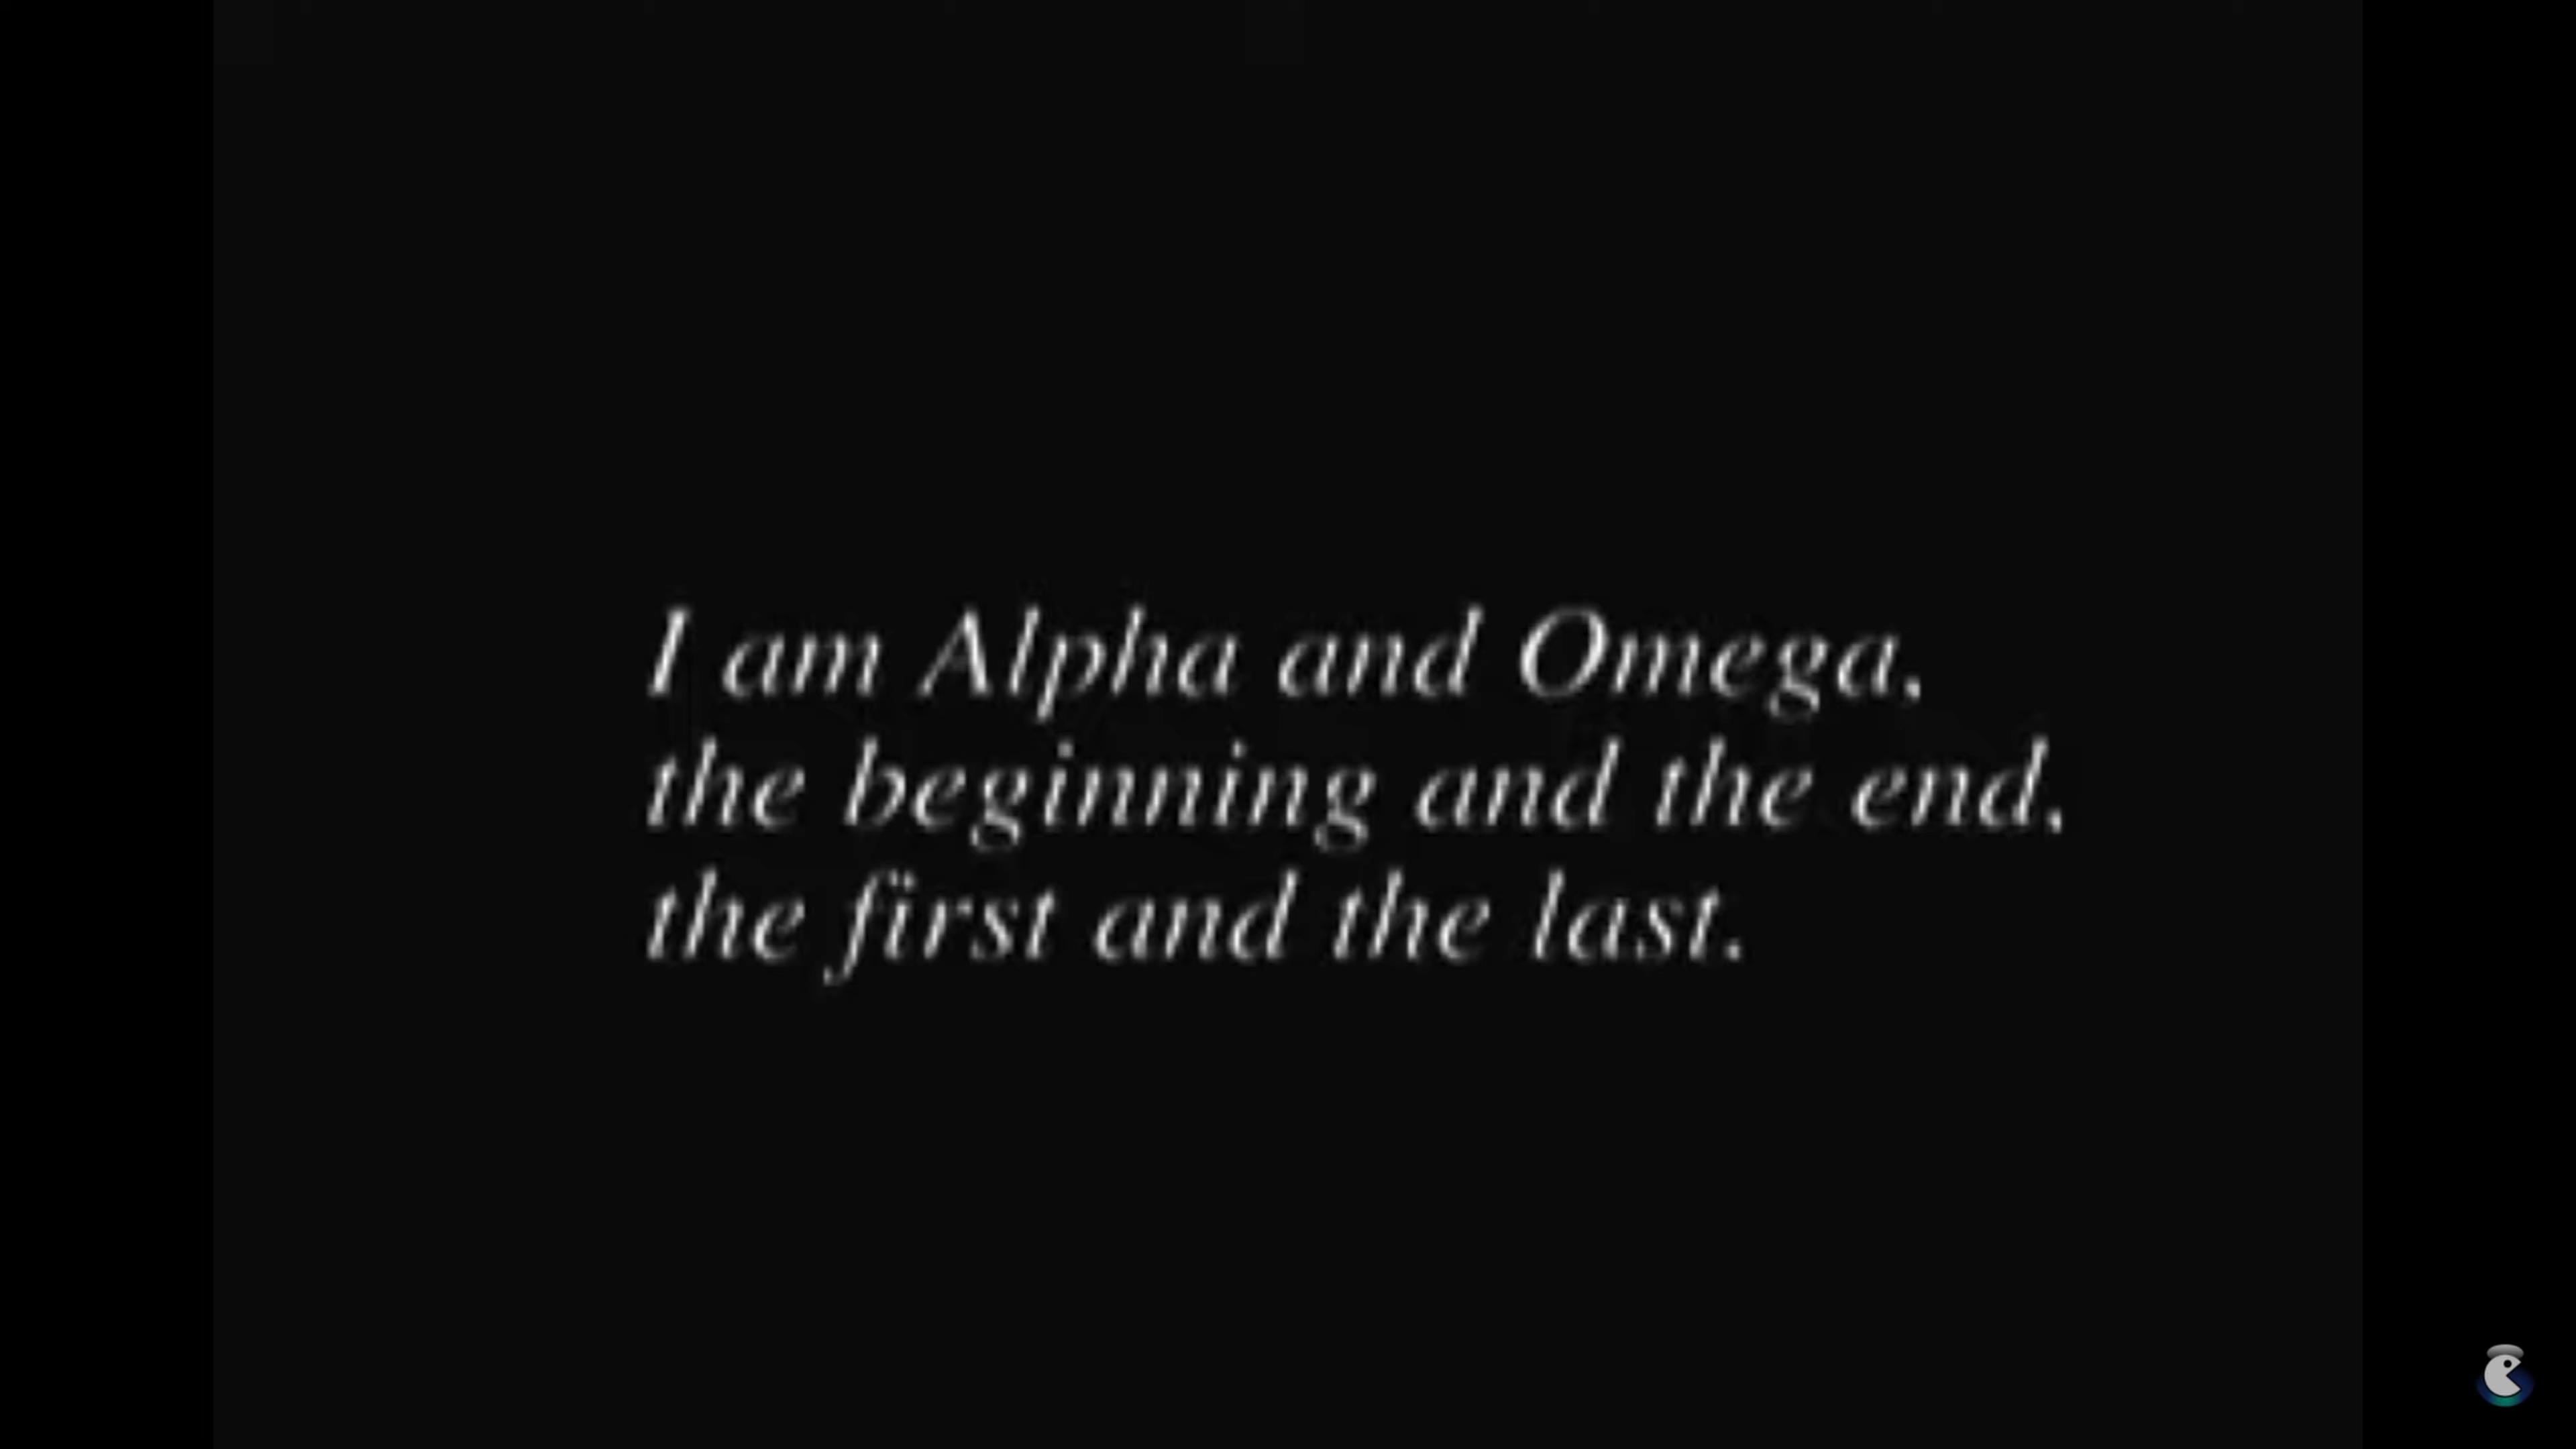 I am Alpha and Omega,
the beginning and the end,
the first and the last.